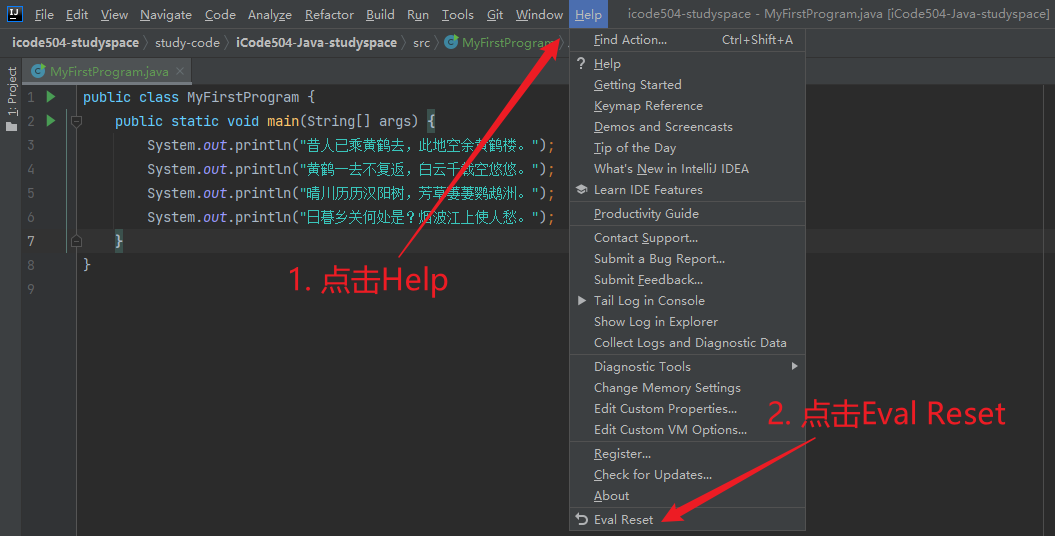 IJ File Edit View Navigate Code Analyze Refactor Build Run Tools Git Window Help icode504-studyspace - MyFirstProgram.java [iCode504-Java-studyspace]
icode504-studyspace 〉 study-code 〉 iCode504-Java-studyspace 〉 src 〉 MyFirstProgram
1: Project
MyFirstProgram.java ×
1 public class MyFirstProgram {
2 public static void main(String[] args) {
3 System.out.println("昔人已乘黄鹤去，此地空余黄鹤楼。");
4 System.out.println("黄鹤一去不复返，白云千载空悠悠。");
5 System.out.println("晴川历历汉阳树，芳草萋萋鹦鹉洲。");
6 System.out.println("日暮乡关何处是？烟波江上使人愁。");
7 }
8 }
9
1. 点击Help
Find Action... Ctrl+Shift+A
? Help
Getting Started
Keymap Reference
Demos and Screencasts
Tip of the Day
What's New in IntelliJ IDEA
Learn IDE Features
Productivity Guide
Contact Support...
Submit a Bug Report...
Submit Feedback...
Tail Log in Console
Show Log in Explorer
Collect Logs and Diagnostic Data
Diagnostic Tools
Change Memory Settings
Edit Custom Properties...
Edit Custom VM Options...
Register...
Check for Updates...
About
Eval Reset
2. 点击Eval Reset